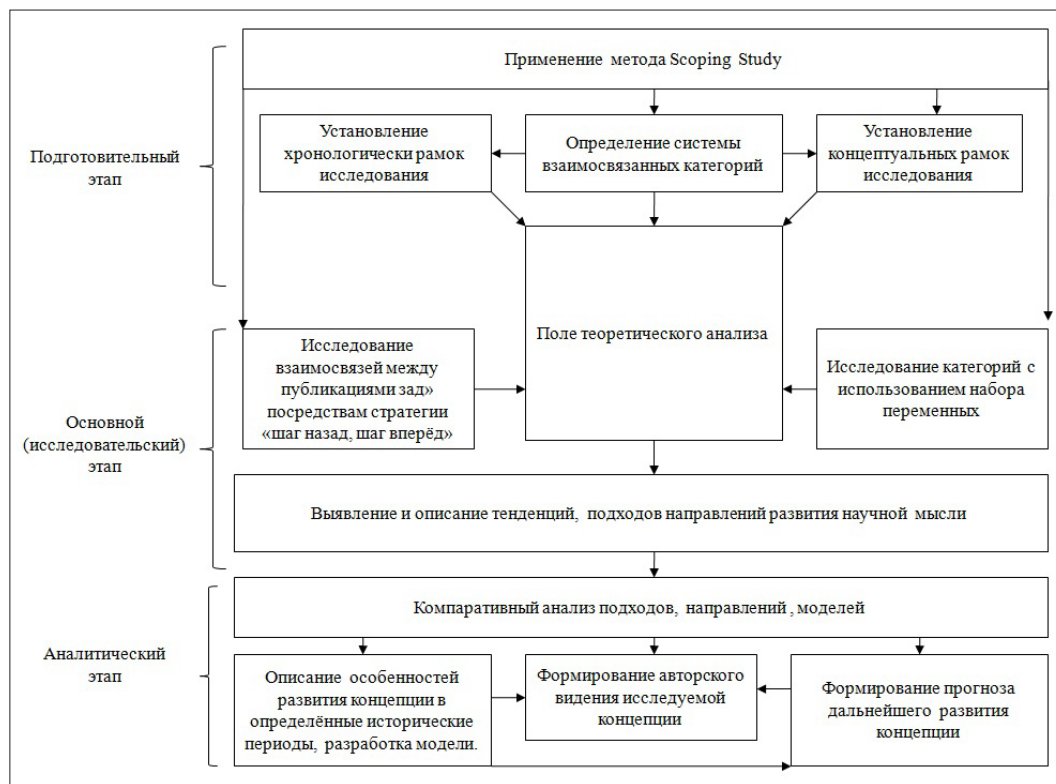 Применение метода Scoping Study
Подготовительный
этап
Установление
хронологически рамок
исследования
Определение системы
взаимосвязанных категорий
Установление
концептуальных рамок
исследования
Поле теоретического анализа
Основной
(исследовательский)
этап
Исследование
взаимосвязей между
публикациями зад»
посредствам стратегии
«шаг назад, шаг вперёд»
Исследование категорий с
использованием набора
переменных
Выявление и описание тенденций, подходов направлений развития научной мысли
Аналитический
этап
Компаративный анализ подходов, направлений , моделей
Описание особенностей
развития концепции в
определённые исторические
периоды, разработка модели.
Формирование авторского
видения исследуемой
концепции
Формирование прогноза
дальнейшего развития
концепции